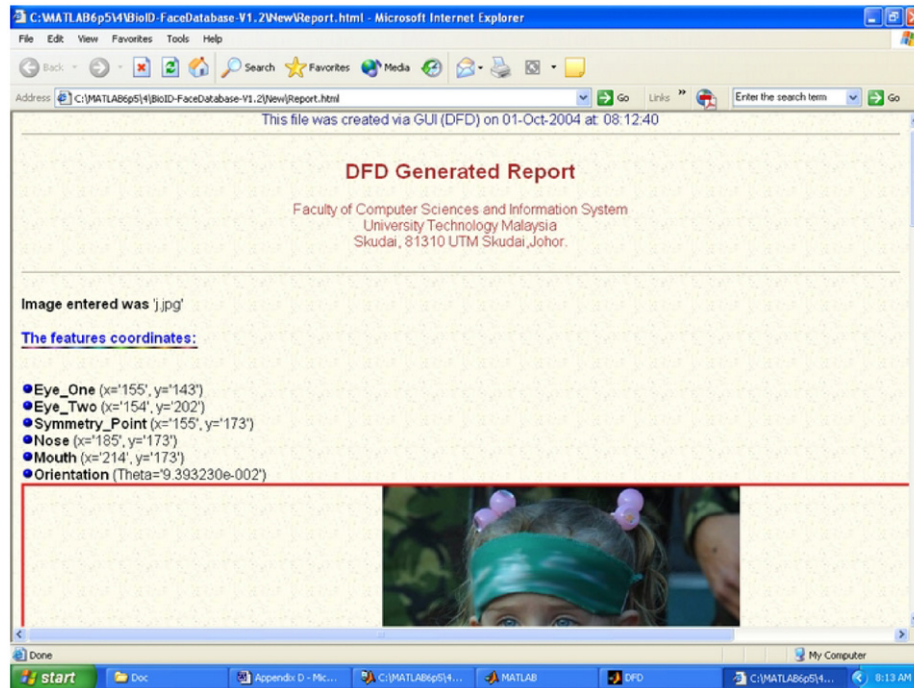 C:\MATLAB6p5\4\BioID-FaceDatabase-V1.2\New\Report.html - Microsoft Internet Explorer
File Edit View Favorites Tools Help
Back Search Favorites Media
Address C:\MATLAB6p5\4\BioID-FaceDatabase-V1.2\New\Report.html Go Links » Enter the search term Go
This file was created via GUI (DFD) on 01-Oct-2004 at: 08:12:40
DFD Generated Report
Faculty of Computer Sciences and Information System
University Technology Malaysia
Skudai, 81310 UTM Skudai,Johor.
Image entered was 'j.jpg'
The features coordinates:
Eye_One (x='155', y='143')
Eye_Two (x='154', y='202')
Symmetry_Point (x='155', y='173')
Nose (x='185', y='173')
Mouth (x='214', y='173')
Orientation (Theta='9.393230e-002')
Done My Computer
start Doc Appendix D - Mic... C:\MATLAB6p5\4... MATLAB DFD C:\MATLAB6p5\4... 8:13 AM